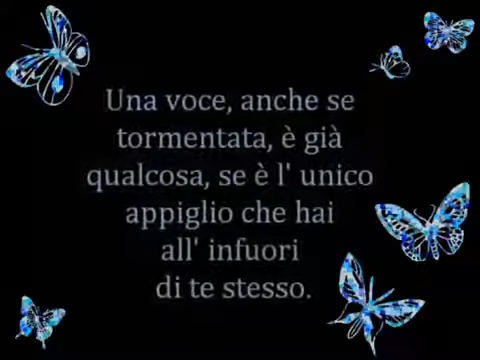 Una voce, anche se
tormentata, è già
qualcosa, se è l' unico
appiglio che hai
all' infuori
di te stesso.